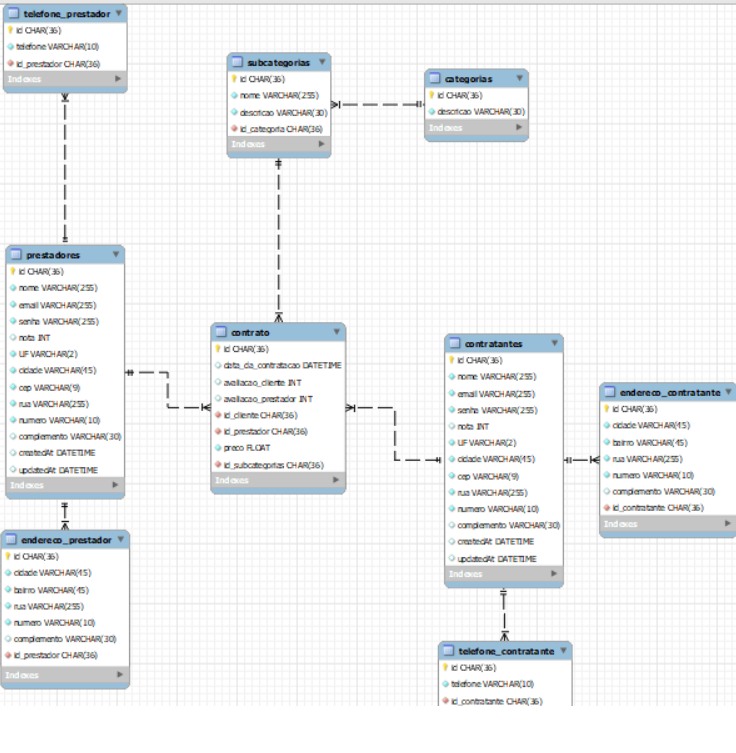 telefone_prestador
id CHAR(36)
telefone VARCHAR(10)
id_prestador CHAR(36)
Indexes
subcategorias
id CHAR(36)
nome VARCHAR(255)
descricao VARCHAR(30)
id_categoria CHAR(36)
Indexes
categorias
id CHAR(36)
descricao VARCHAR(30)
Indexes
prestadores
id CHAR(36)
nome VARCHAR(255)
email VARCHAR(255)
senha VARCHAR(255)
nota INT
UF VARCHAR(2)
cidade VARCHAR(45)
cep VARCHAR(9)
rua VARCHAR(255)
numero VARCHAR(10)
complemento VARCHAR(30)
createdAt DATETIME
updatedAt DATETIME
Indexes
contrato
id CHAR(36)
data_da_contratacao DATETIME
avaliacao_cliente INT
avaliacao_prestador INT
id_cliente CHAR(36)
id_prestador CHAR(36)
preco FLOAT
id_subcategorias CHAR(36)
Indexes
contratantes
id CHAR(36)
nome VARCHAR(255)
email VARCHAR(255)
senha VARCHAR(255)
nota INT
UF VARCHAR(2)
cidade VARCHAR(45)
cep VARCHAR(9)
rua VARCHAR(255)
numero VARCHAR(10)
complemento VARCHAR(30)
createdAt DATETIME
updatedAt DATETIME
Indexes
endereco_contratante
id CHAR(36)
cidade VARCHAR(45)
bairro VARCHAR(45)
rua VARCHAR(255)
numero VARCHAR(10)
complemento VARCHAR(30)
id_contratante CHAR(36)
Indexes
endereco_prestador
id CHAR(36)
cidade VARCHAR(45)
bairro VARCHAR(45)
rua VARCHAR(255)
numero VARCHAR(10)
complemento VARCHAR(30)
id_prestador CHAR(36)
Indexes
telefone_contratante
id CHAR(36)
telefone VARCHAR(10)
id_contratante CHAR(36)